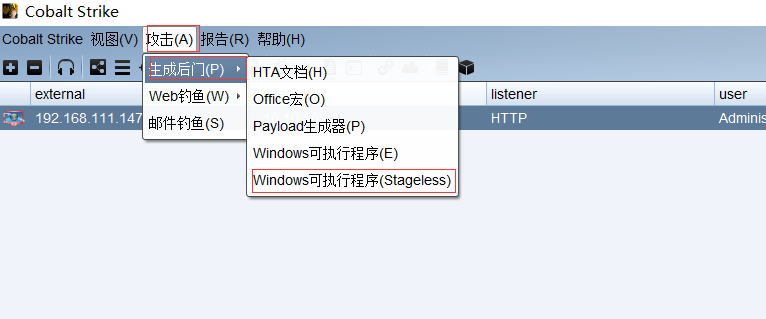 Cobalt Strike
Cobalt Strike 视图(V) 攻击(A) 报告(R) 帮助(H)
生成后门(P)
Web钓鱼(W)
邮件钓鱼(S)
HTA文档(H)
Office宏(O)
Payload生成器(P)
Windows可执行程序(E)
Windows可执行程序(Stageless)
external listener user
192.168.111.147 HTTP Adminis